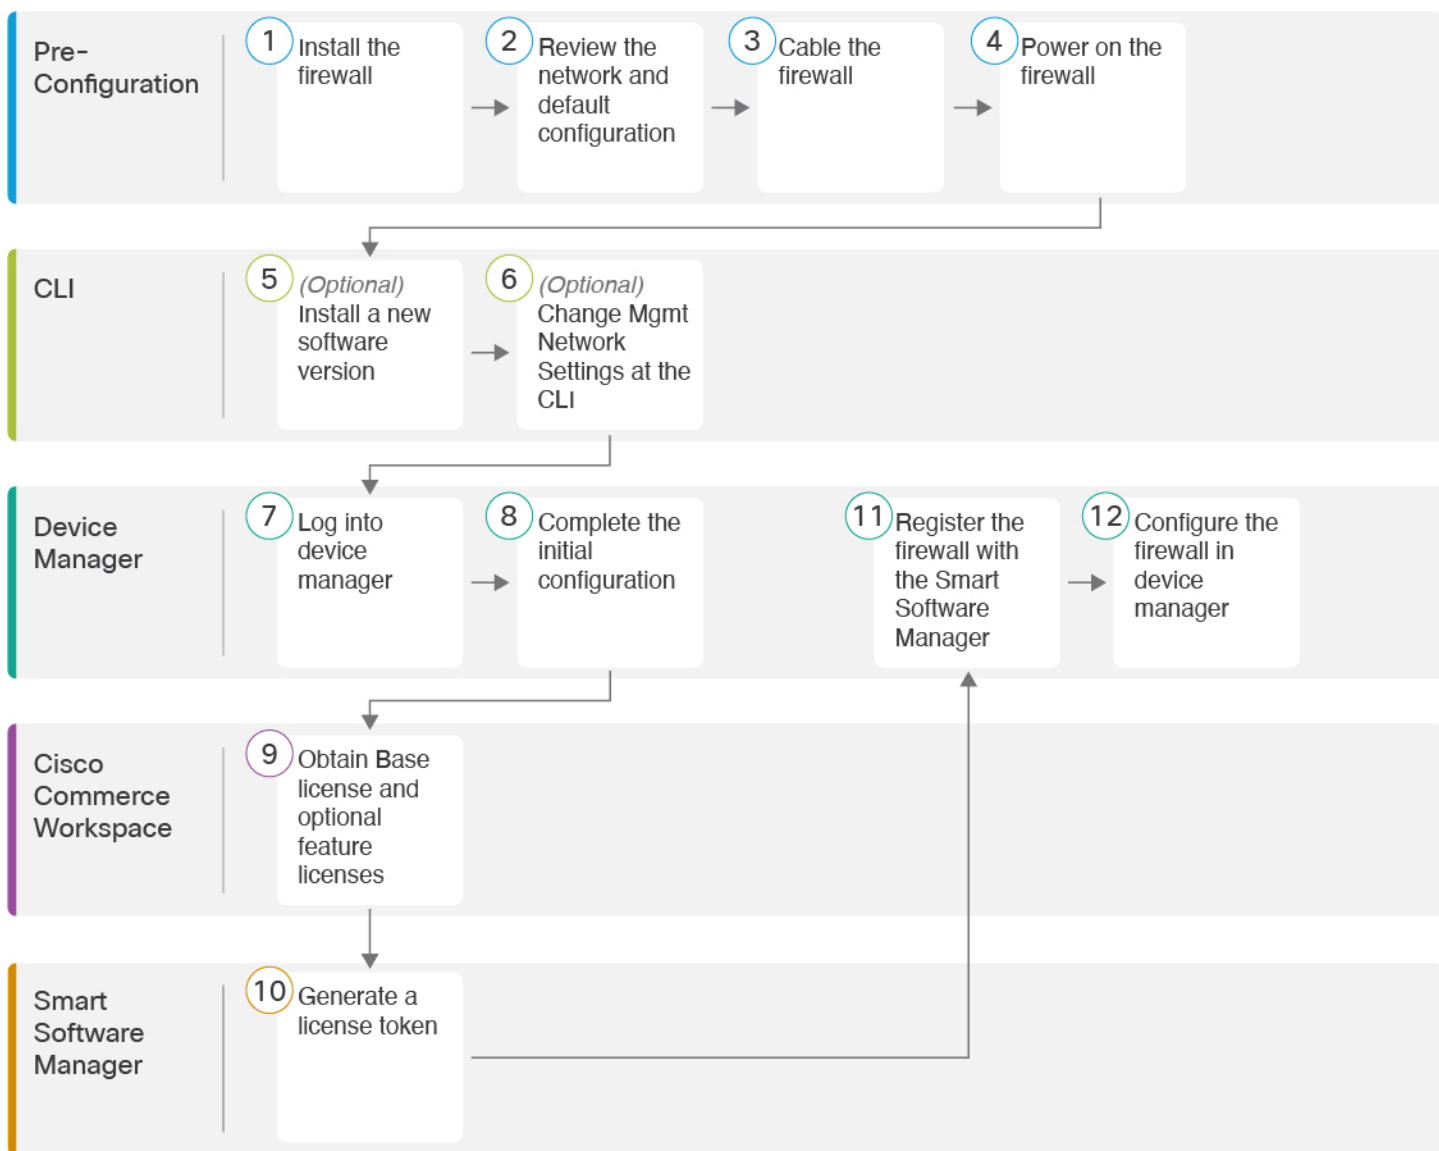 Pre-
Configuration
1
Install the
firewall
2
Review the
network and
default
configuration
3
Cable the
firewall
4
Power on the
firewall
CLI
5
(Optional)
Install a new
software
version
6
(Optional)
Change Mgmt
Network
Settings at the
CLI
Device
Manager
7
Log into
device
manager
8
Complete the
initial
configuration
11
Register the
firewall with
the Smart
Software
Manager
12
Configure the
firewall in
device
manager
Cisco
Commerce
Workspace
9
Obtain Base
license and
optional
feature
licenses
Smart
Software
Manager
10
Generate a
license token